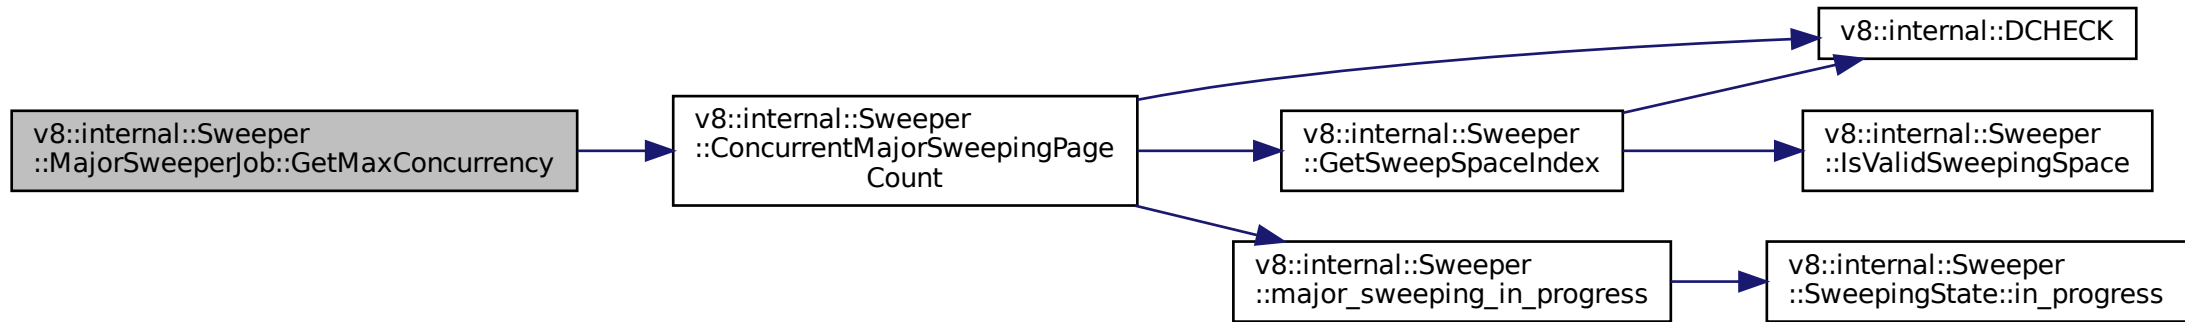 v8::internal::Sweeper
::MajorSweeperJob::GetMaxConcurrency
v8::internal::Sweeper
::ConcurrentMajorSweepingPage
Count
v8::internal::DCHECK
v8::internal::Sweeper
::GetSweepSpaceIndex
v8::internal::Sweeper
::IsValidSweepingSpace
v8::internal::Sweeper
::major_sweeping_in_progress
v8::internal::Sweeper
::SweepingState::in_progress